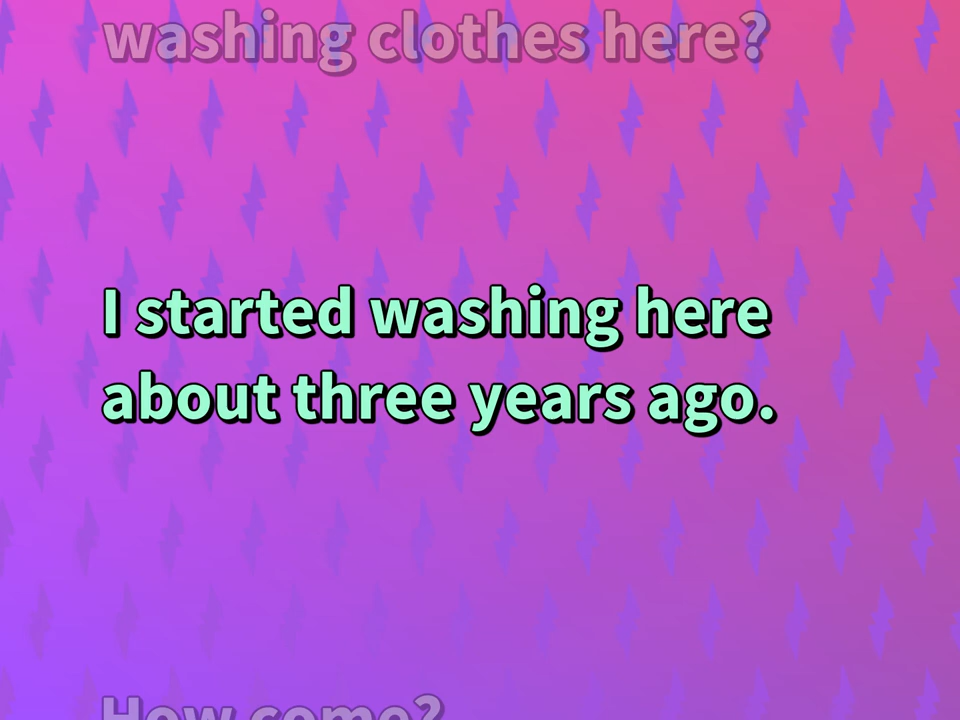 washing clothes here?
I started washing here
about three years ago.
How come?